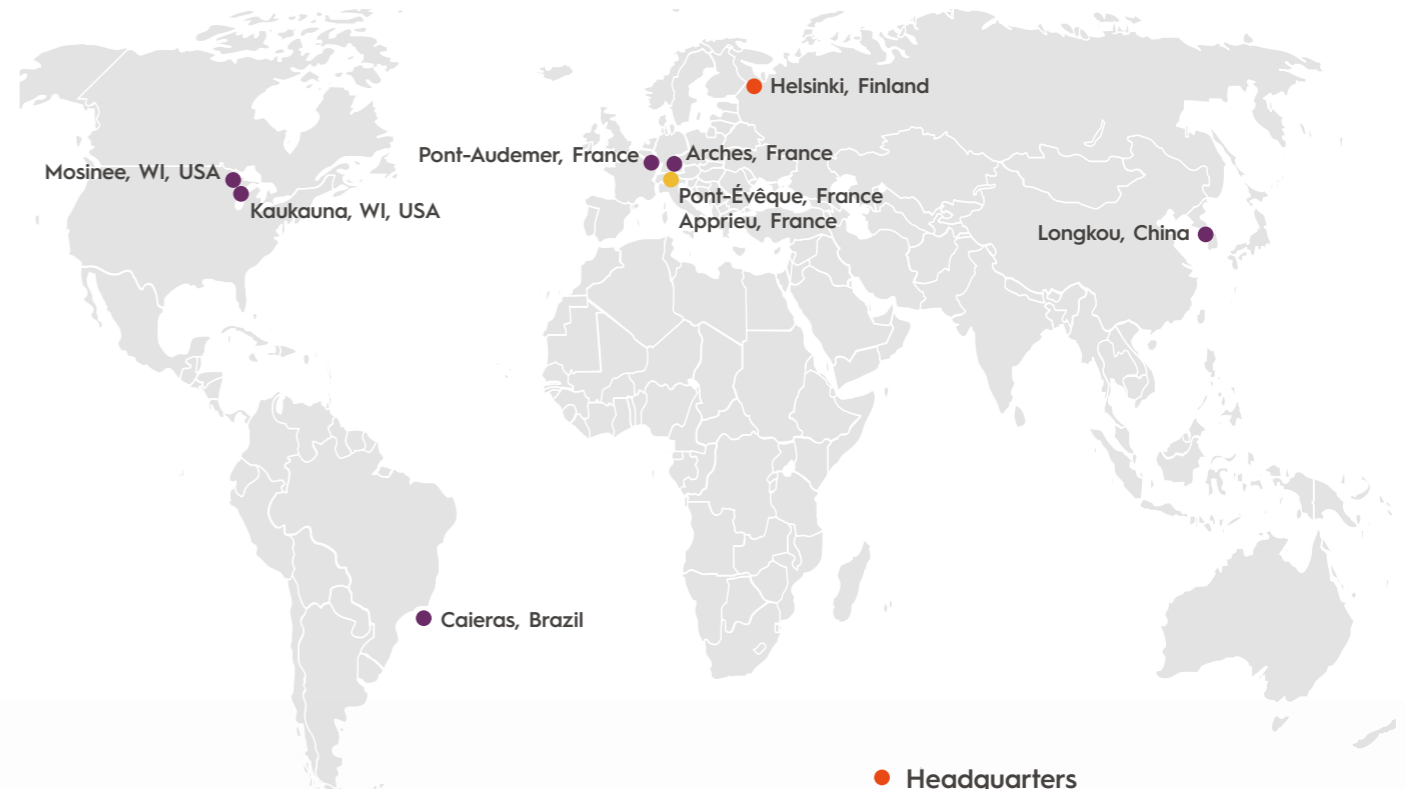 Helsinki, Finland
Pont-Audemer, France
Arches, France
Mosinee, WI, USA
Pont-Évêque, France
Kaukauna, WI, USA
Apprieu, France
Longkou, China
Caieras, Brazil
Headquarters